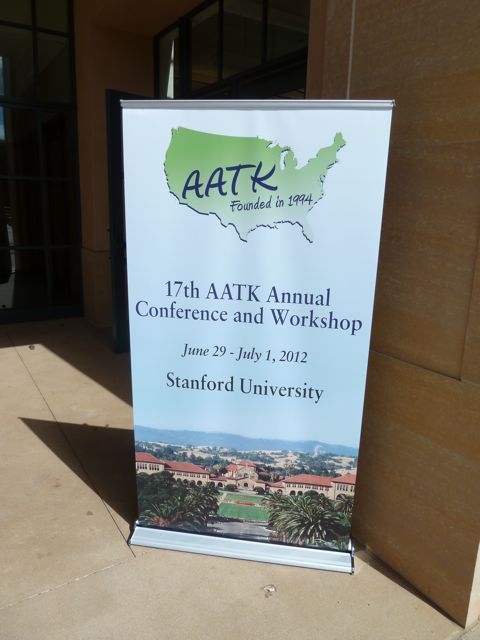 AATK
Founded in 1994
17th AATK Annual
Conference and Workshop
June 29 - July 1, 2012
Stanford University